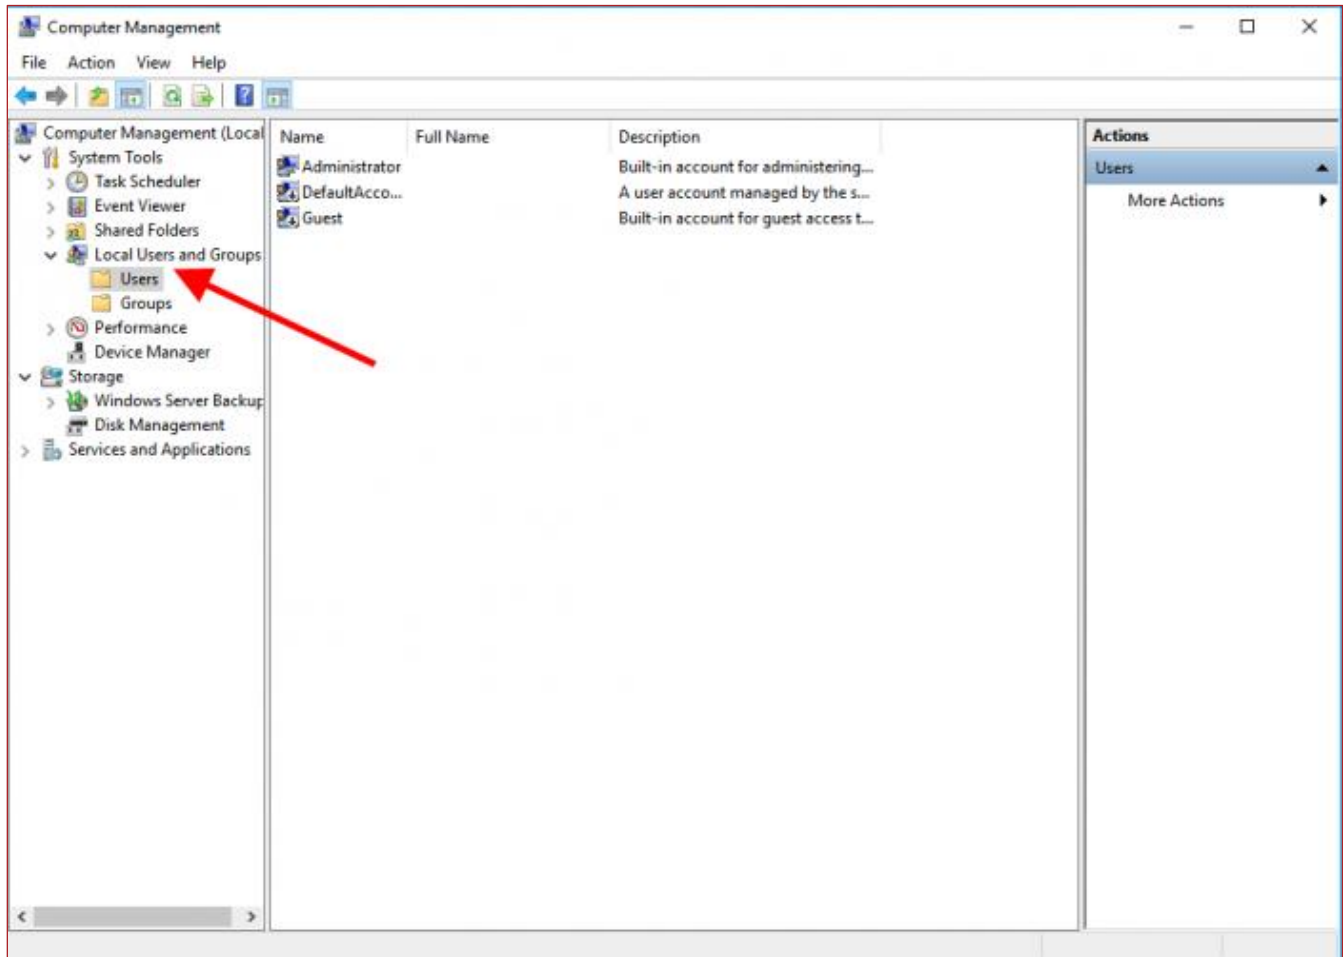 Computer Management
File Action View Help
Computer Management (Local
System Tools
Task Scheduler
Event Viewer
Shared Folders
Local Users and Groups
Users
Groups
Performance
Device Manager
Storage
Windows Server Backup
Disk Management
Services and Applications
Name Full Name Description
Administrator Built-in account for administering...
DefaultAcco... A user account managed by the s...
Guest Built-in account for guest access t...
Actions
Users
More Actions